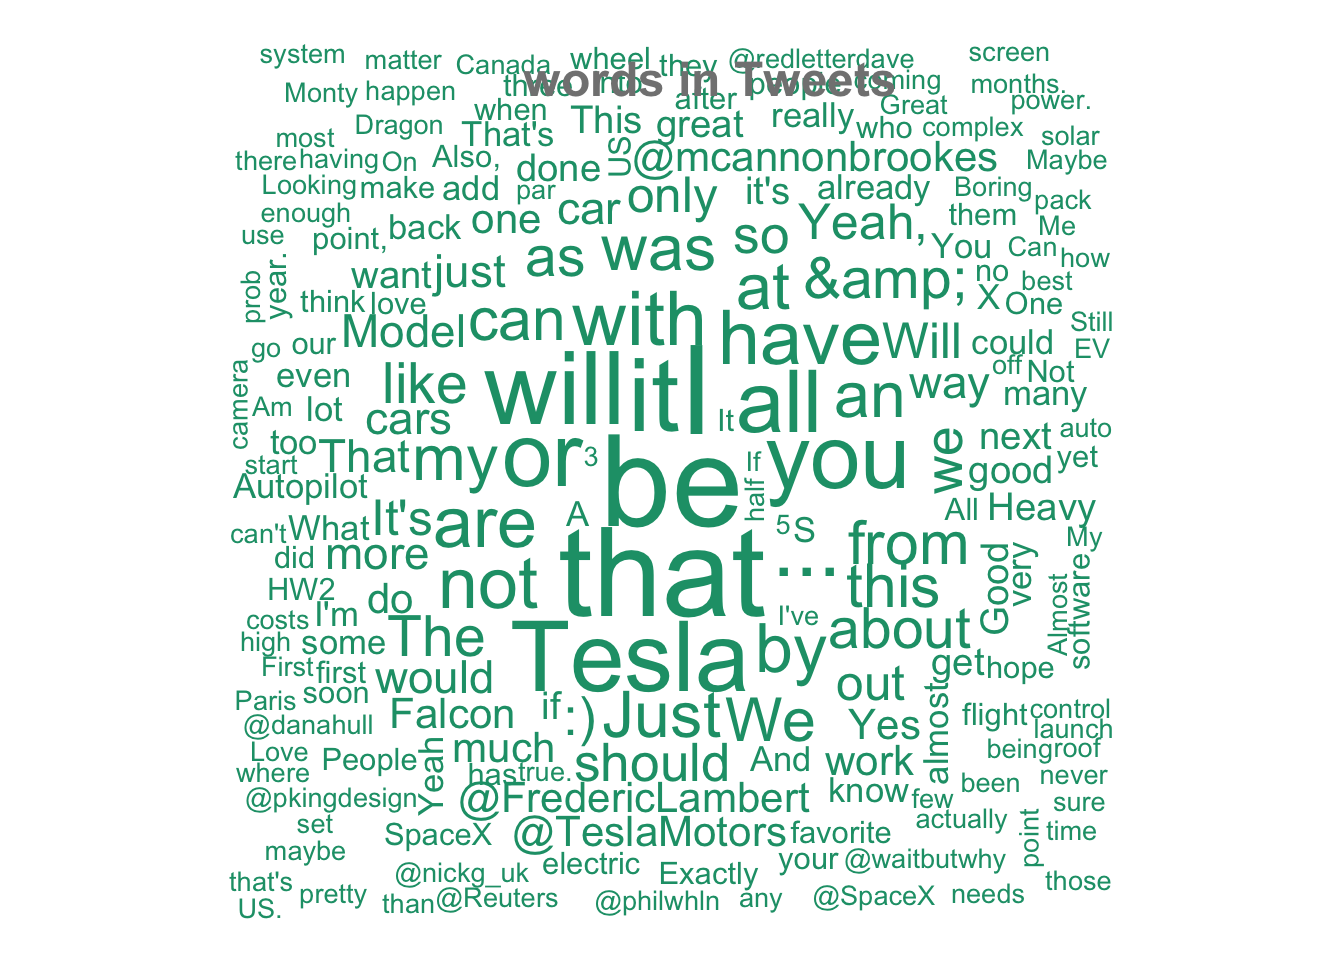 words in Tweets
system matter Canada wheel they @redletterdave screen
Monty happen three into people coming months.
when after Great power.
most Dragon That's This great really who complex solar
there having On Also, done US @mcannonbrookes Maybe
Looking make add par only it's already Boring pack
enough back one car Yeah, them Me
use point, as was so You Can how
prob year. want just at &amp; no best
think love X One
go our Model can with have Will could Still
EV
camera even like will it I all an way off Not
Am lot cars It many
too That my or 3 be If you we next auto
start good yet
Autopilot half
can't What It's are A 5 S All Heavy
did more that ... from My
HW2 not this Good very
costs I'm do I've Almost software
high some The Tesla by about
First first would out get hope
Paris soon Falcon if :) Just We Yes almost flight control
@danahull launch
Love People Yeah much should And work being roof
where has true. been never
@pkingdesign @FredericLambert know few sure
set SpaceX @TeslaMotors favorite actually point time
maybe electric Exactly your @waitbutwhy
that's @nickg_uk those
US. pretty than @Reuters @philwhln any @SpaceX needs